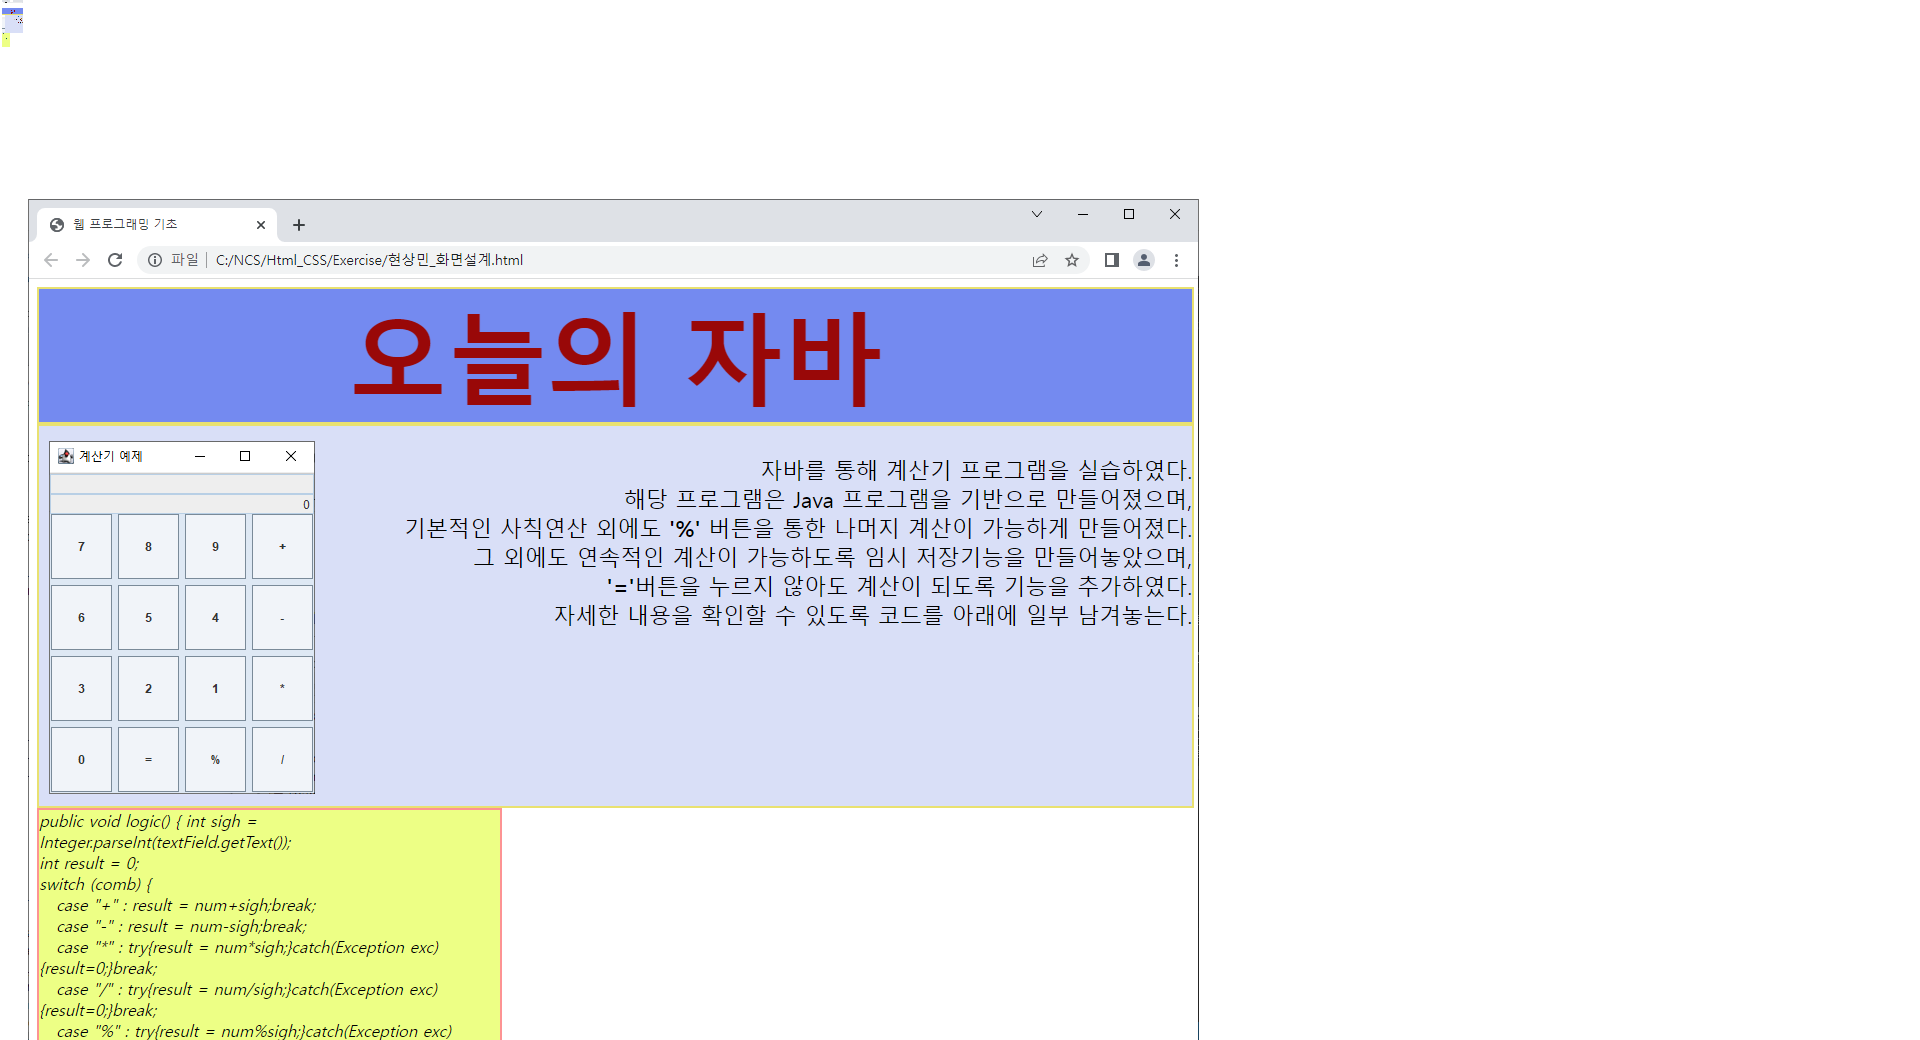 웹 프로그래밍 기초
파일 | C:/NCS/Html_CSS/Exercise/현상민_화면설계.html
오늘의 자바
계산기 예제
0
7 8 9 +
6 5 4 -
3 2 1 *
0 = % /
자바를 통해 계산기 프로그램을 실습하였다.
해당 프로그램은 Java 프로그램을 기반으로 만들어졌으며,
기본적인 사칙연산 외에도 '%' 버튼을 통한 나머지 계산이 가능하게 만들어졌다.
그 외에도 연속적인 계산이 가능하도록 임시 저장기능을 만들어놓았으며,
'='버튼을 누르지 않아도 계산이 되도록 기능을 추가하였다.
자세한 내용을 확인할 수 있도록 코드를 아래에 일부 남겨놓는다.
public void logic() { int sigh =
Integer.parseInt(textField.getText());
int result = 0;
switch (comb) {
case "+" : result = num+sigh;break;
case "-" : result = num-sigh;break;
case "*" : try{result = num*sigh;}catch(Exception exc)
{result=0;}break;
case "/" : try{result = num/sigh;}catch(Exception exc)
{result=0;}break;
case "%" : try{result = num%sigh;}catch(Exception exc)